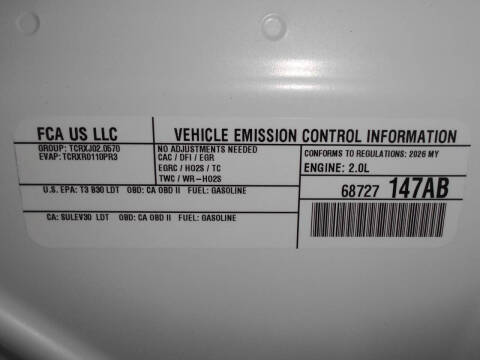 FCA US LLC
VEHICLE EMISSION CONTROL INFORMATION
GROUP: TCRXJ02.0570
EVAP: TCRXR0110PR3
NO ADJUSTMENTS NEEDED
CAC / DFI / EGR
EGRC / HO2S / TC
TWC / WR-HO2S
CONFORMS TO REGULATIONS: 2026 MY
ENGINE: 2.0L
U.S. EPA: T3 B30 LDT OBD: CA OBD II FUEL: GASOLINE
68727 147AB
CA: SULEV30 LDT OBD: CA OBD II FUEL: GASOLINE